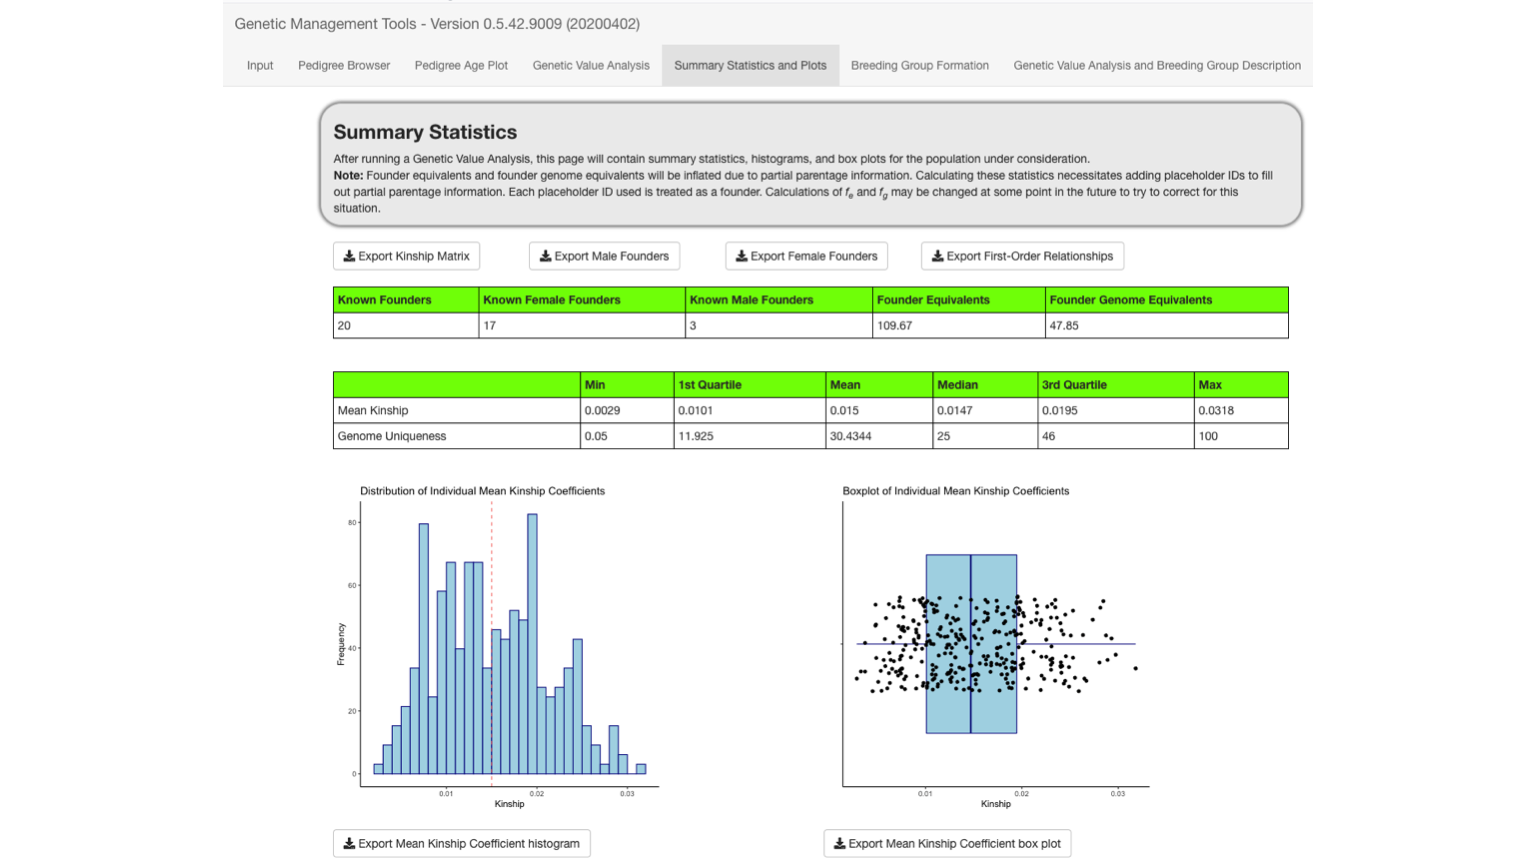 Genetic Management Tools - Version 0.5.42.9009 (20200402)
Input Pedigree Browser Pedigree Age Plot Genetic Value Analysis Summary Statistics and Plots Breeding Group Formation Genetic Value Analysis and Breeding Group Description
Summary Statistics
After running a Genetic Value Analysis, this page will contain summary statistics, histograms, and box plots for the population under consideration.
Note: Founder equivalents and founder genome equivalents will be inflated due to partial parentage information. Calculating these statistics necessitates adding placeholder IDs to fill
out partial parentage information. Each placeholder ID used is treated as a founder. Calculations of fe and fg may be changed at some point in the future to try to correct for this
situation.
Export Kinship Matrix Export Male Founders Export Female Founders Export First-Order Relationships
Known Founders Known Female Founders Known Male Founders Founder Equivalents Founder Genome Equivalents
20 17 3 109.67 47.85
Min 1st Quartile Mean Median 3rd Quartile Max
Mean Kinship 0.0029 0.0101 0.015 0.0147 0.0195 0.0318
Genome Uniqueness 0.05 11.925 30.4344 25 46 100
Distribution of Individual Mean Kinship Coefficients
80
60
40
20
0
Frequency
0.01 0.02 0.03
Kinship
Boxplot of Individual Mean Kinship Coefficients
0.01 0.02 0.03
Kinship
Export Mean Kinship Coefficient histogram Export Mean Kinship Coefficient box plot